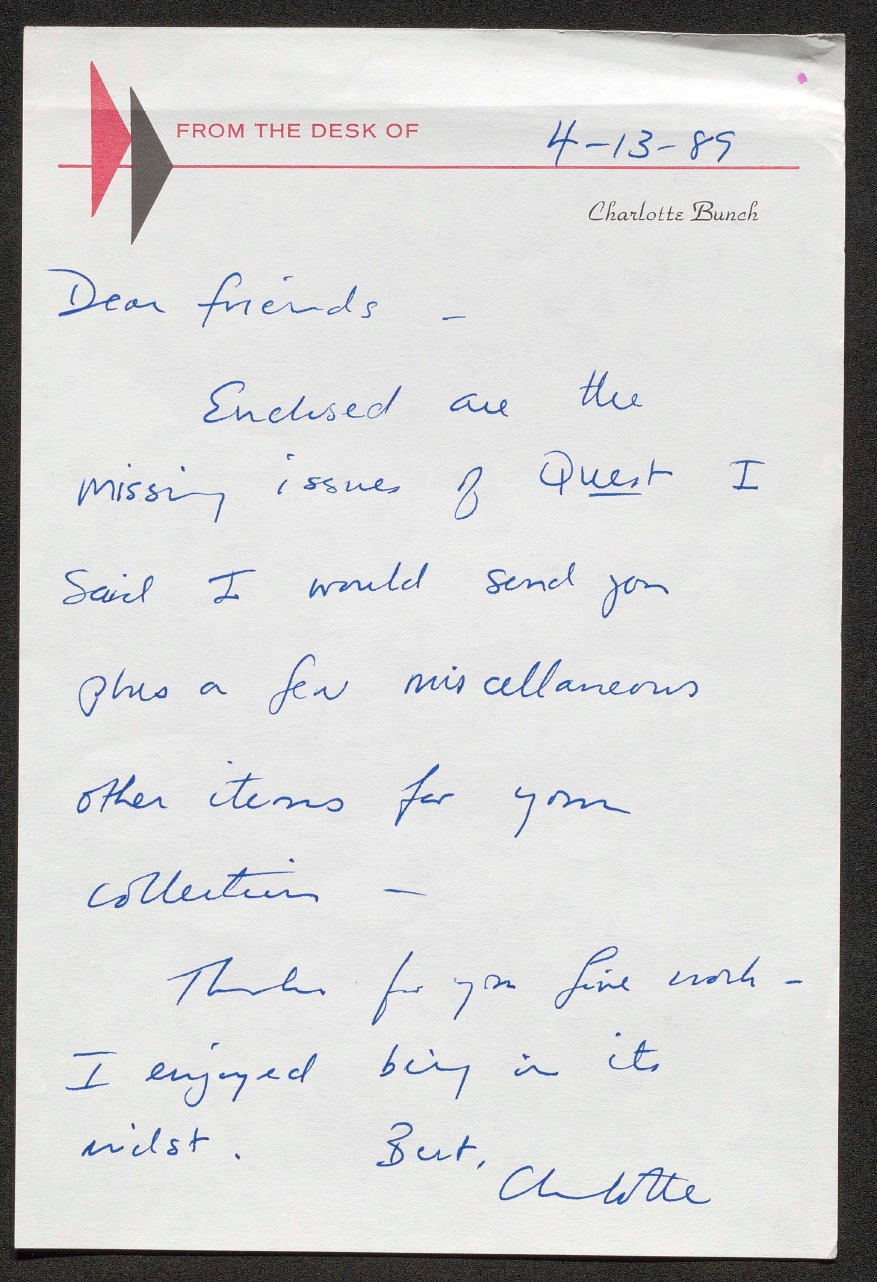 FROM THE DESK OF 4-13-89
Charlotte Bunch
Dear friends -
Enclosed are the
missing issues of Quest I
said I would send you
plus a few miscellaneous
other items for your
collection -
Thanks for your fine work -
I enjoyed being in its
midst. Best,
Charlotte